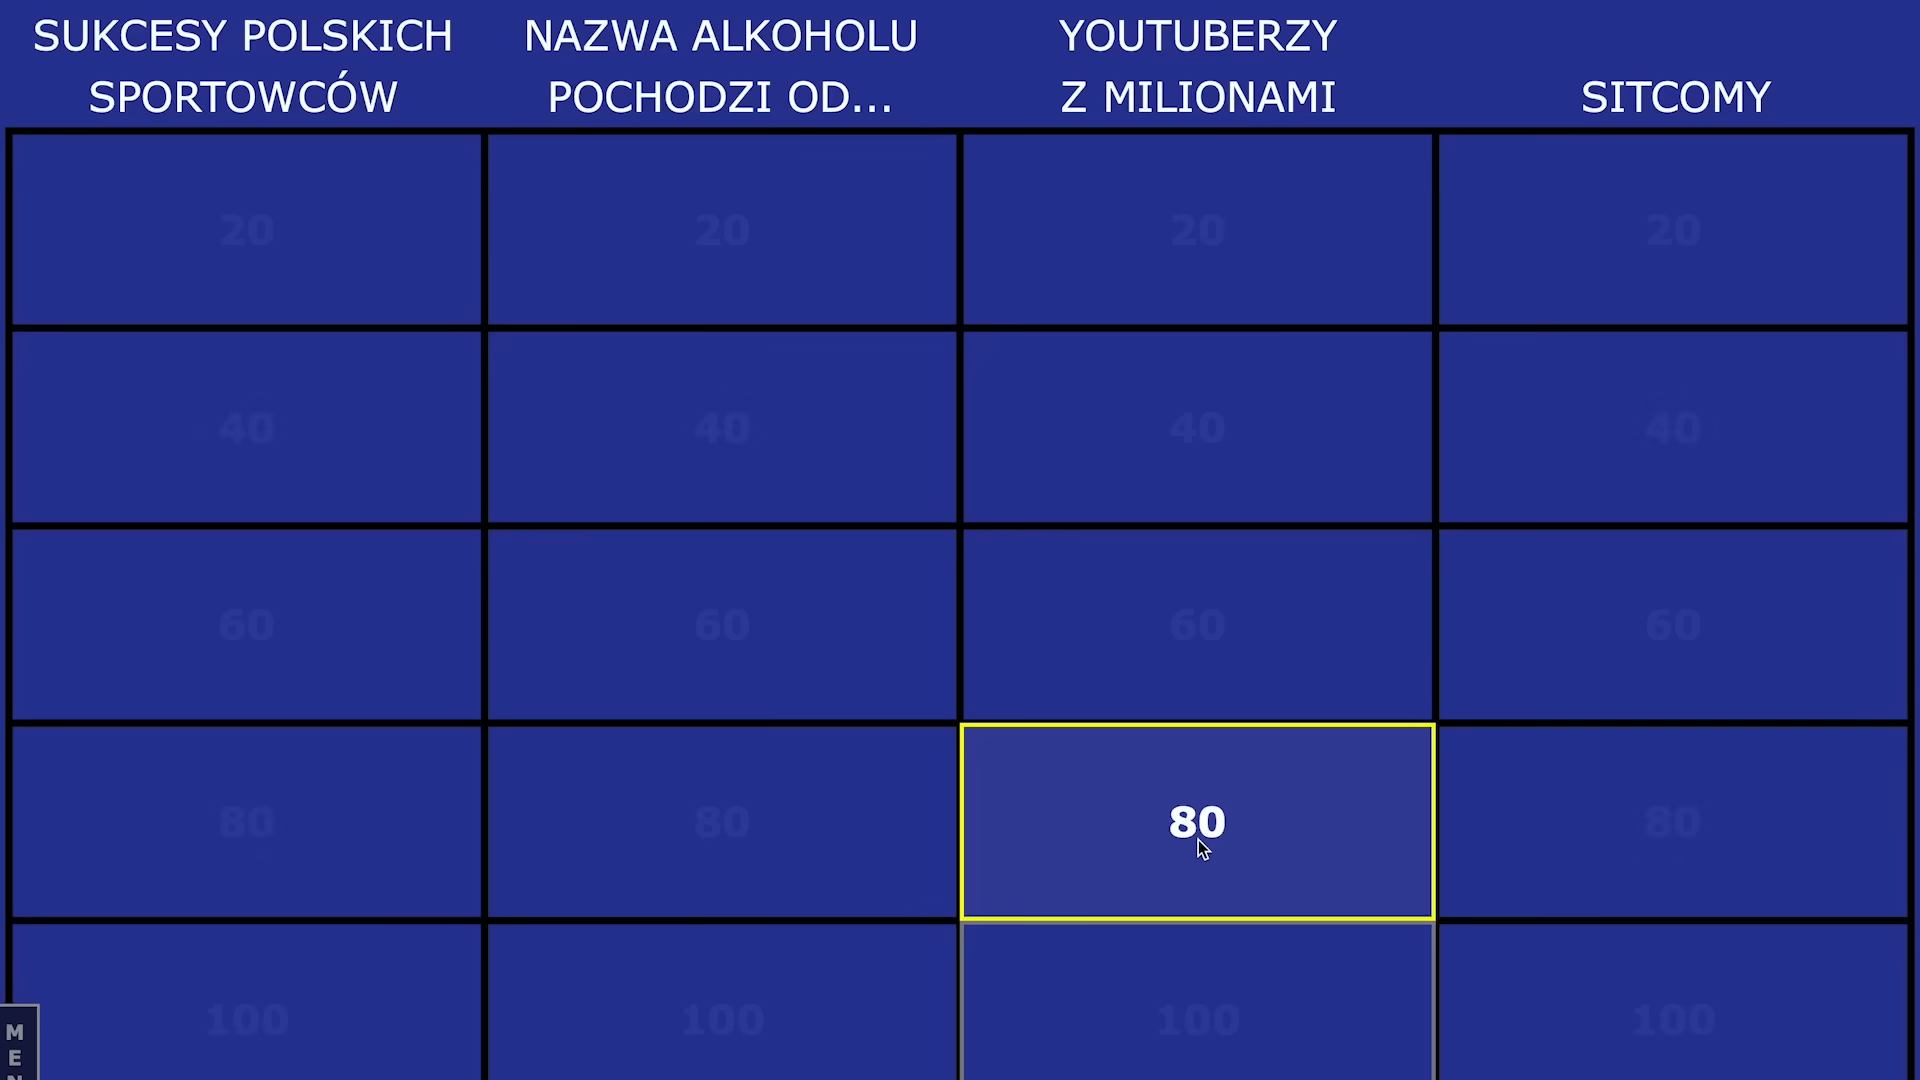 SUKCESY POLSKICH
SPORTOWCÓW
NAZWA ALKOHOLU
POCHODZI OD...
YOUTUBERZY
Z MILIONAMI
SITCOMY
20 20 20 20
40 40 40 40
60 60 60 60
80 80 80 80
100 100 100 100
M
E